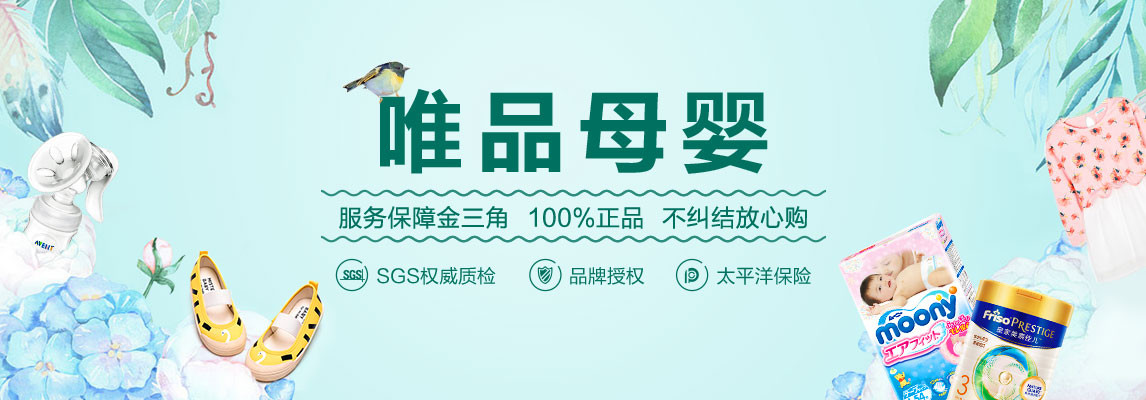 唯品母婴
服务保障金三角 100%正品 不纠结放心购
SGS SGS权威质检 品牌授权 太平洋保险
AVENT
moony
エアフィット
Friso PRESTIGE
3